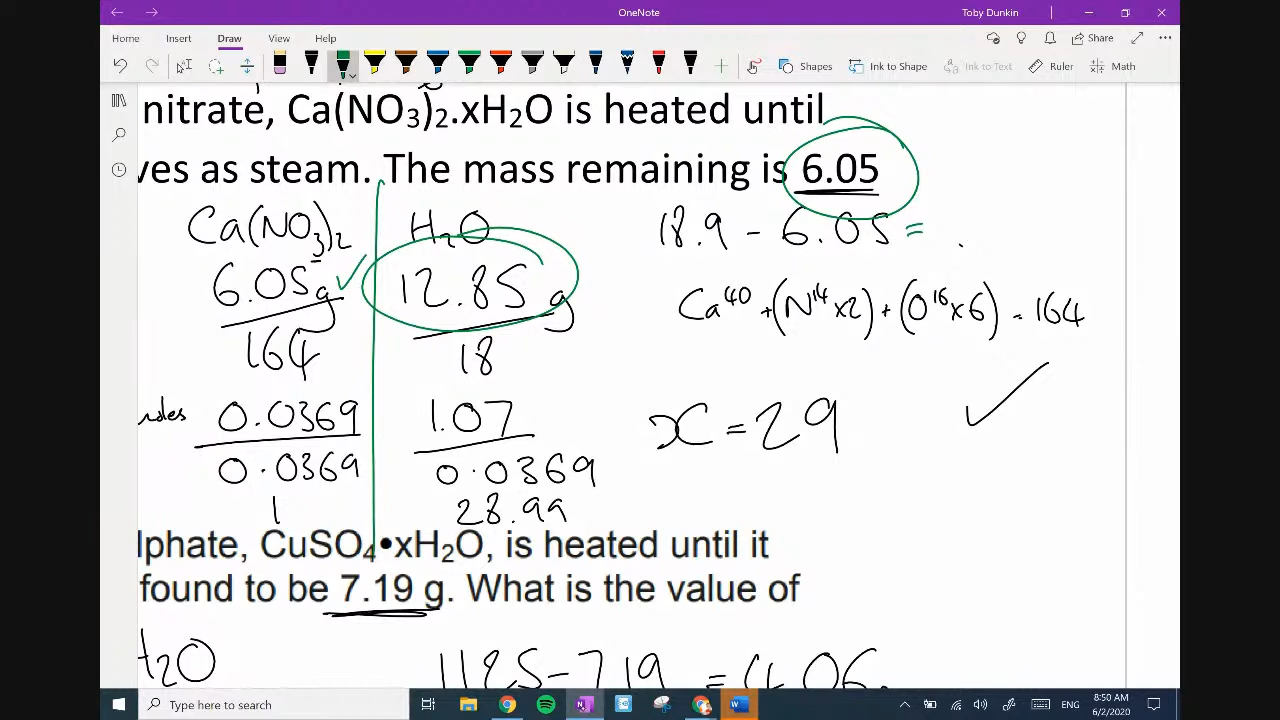 OneNote
Toby Dunkin
Home Insert Draw View Help
Share
Shapes Ink to Shape Ink to Text Ruler Math
nitrate, Ca(NO3)2.xH2O is heated until
ves as steam. The mass remaining is 6.05
Ca(NO3)2 H2O 18.9 - 6.05 =
6.05g 12.85 g
Ca40 + (N14 x2) + (O16 x6) = 164
164 18
moles 0.0369 1.07
x = 29
0.0369 0.0369
1 28.99
lphate, CuSO4•xH2O, is heated until it
found to be 7.19 g. What is the value of
H2O 11.25 - 7.19 = 4.06
Type here to search
ENG
8:50 AM
6/2/2020